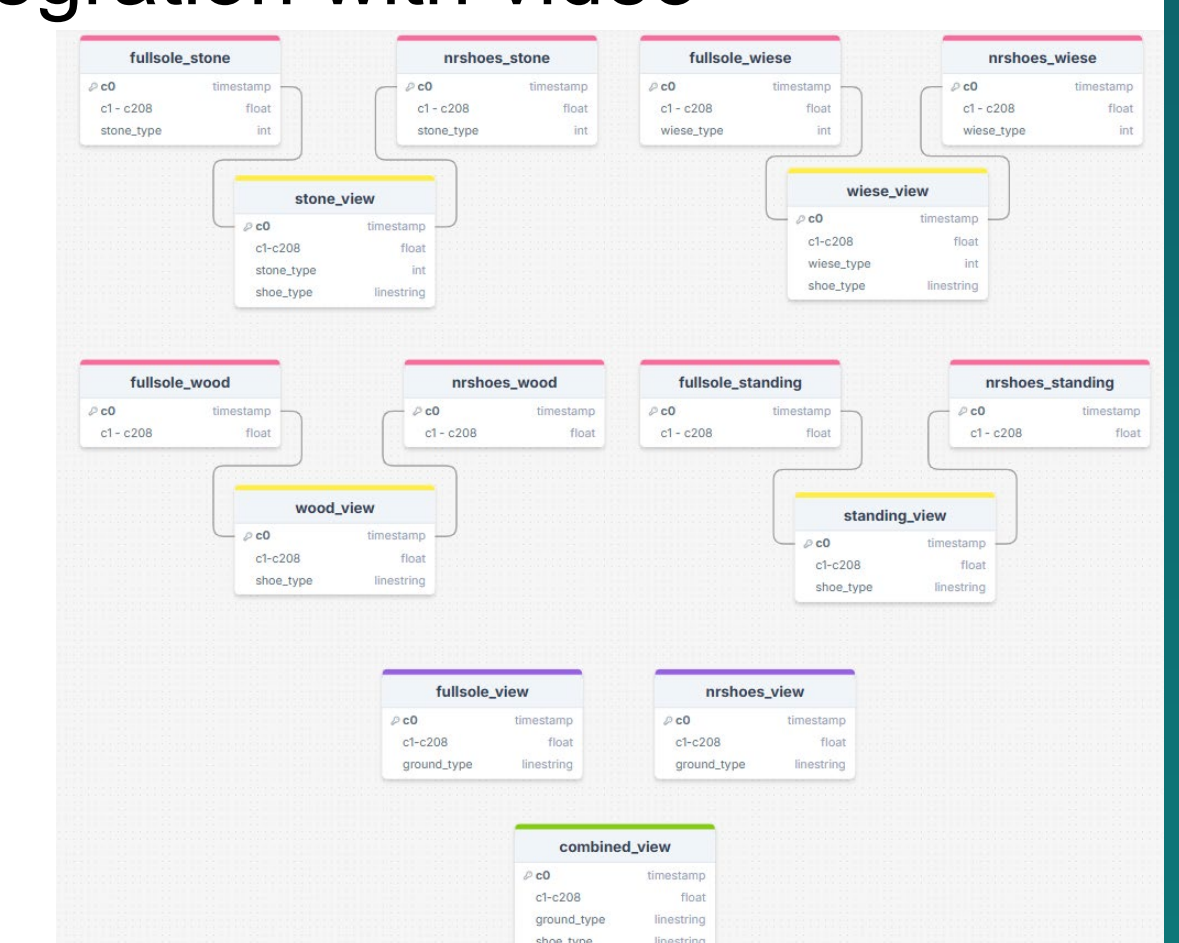 gration with video
fullsole_stone
c0 timestamp
c1 - c208 float
stone_type int
nrshoes_stone
c0 timestamp
c1 - c208 float
stone_type int
fullsole_wiese
c0 timestamp
c1 - c208 float
wiese_type int
nrshoes_wiese
c0 timestamp
c1 - c208 float
wiese_type int
stone_view
c0 timestamp
c1-c208 float
stone_type int
shoe_type linestring
wiese_view
c0 timestamp
c1-c208 float
wiese_type int
shoe_type linestring
fullsole_wood
c0 timestamp
c1 - c208 float
nrshoes_wood
c0 timestamp
c1 - c208 float
fullsole_standing
c0 timestamp
c1 - c208 float
nrshoes_standing
c0 timestamp
c1 - c208 float
wood_view
c0 timestamp
c1-c208 float
shoe_type linestring
standing_view
c0 timestamp
c1-c208 float
shoe_type linestring
fullsole_view
c0 timestamp
c1-c208 float
ground_type linestring
nrshoes_view
c0 timestamp
c1-c208 float
ground_type linestring
combined_view
c0 timestamp
c1-c208 float
ground_type linestring
shoe_type linestring